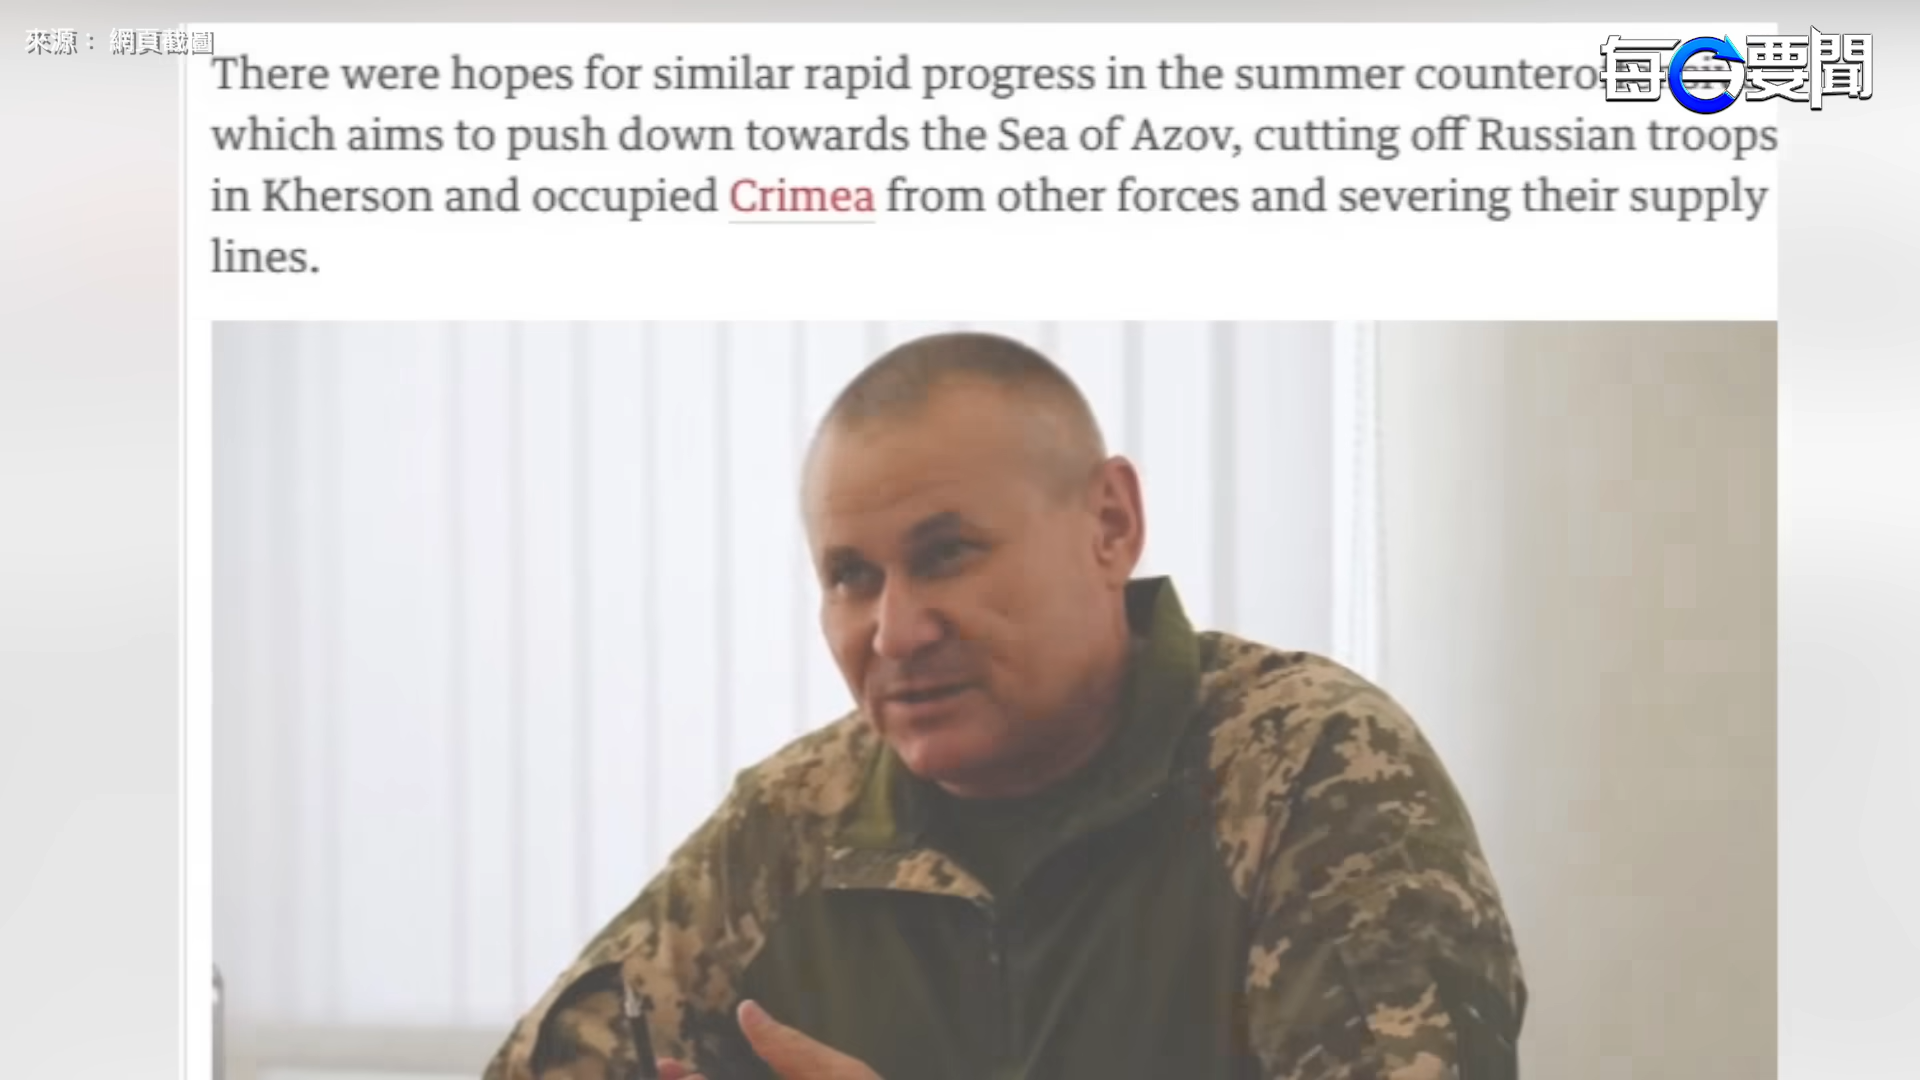 來源： 網頁截圖
每日要聞
There were hopes for similar rapid progress in the summer
which aims to push down towards the Sea of Azov, cutting off Russian troops
in Kherson and occupied Crimea from other forces and severing their supply
lines.